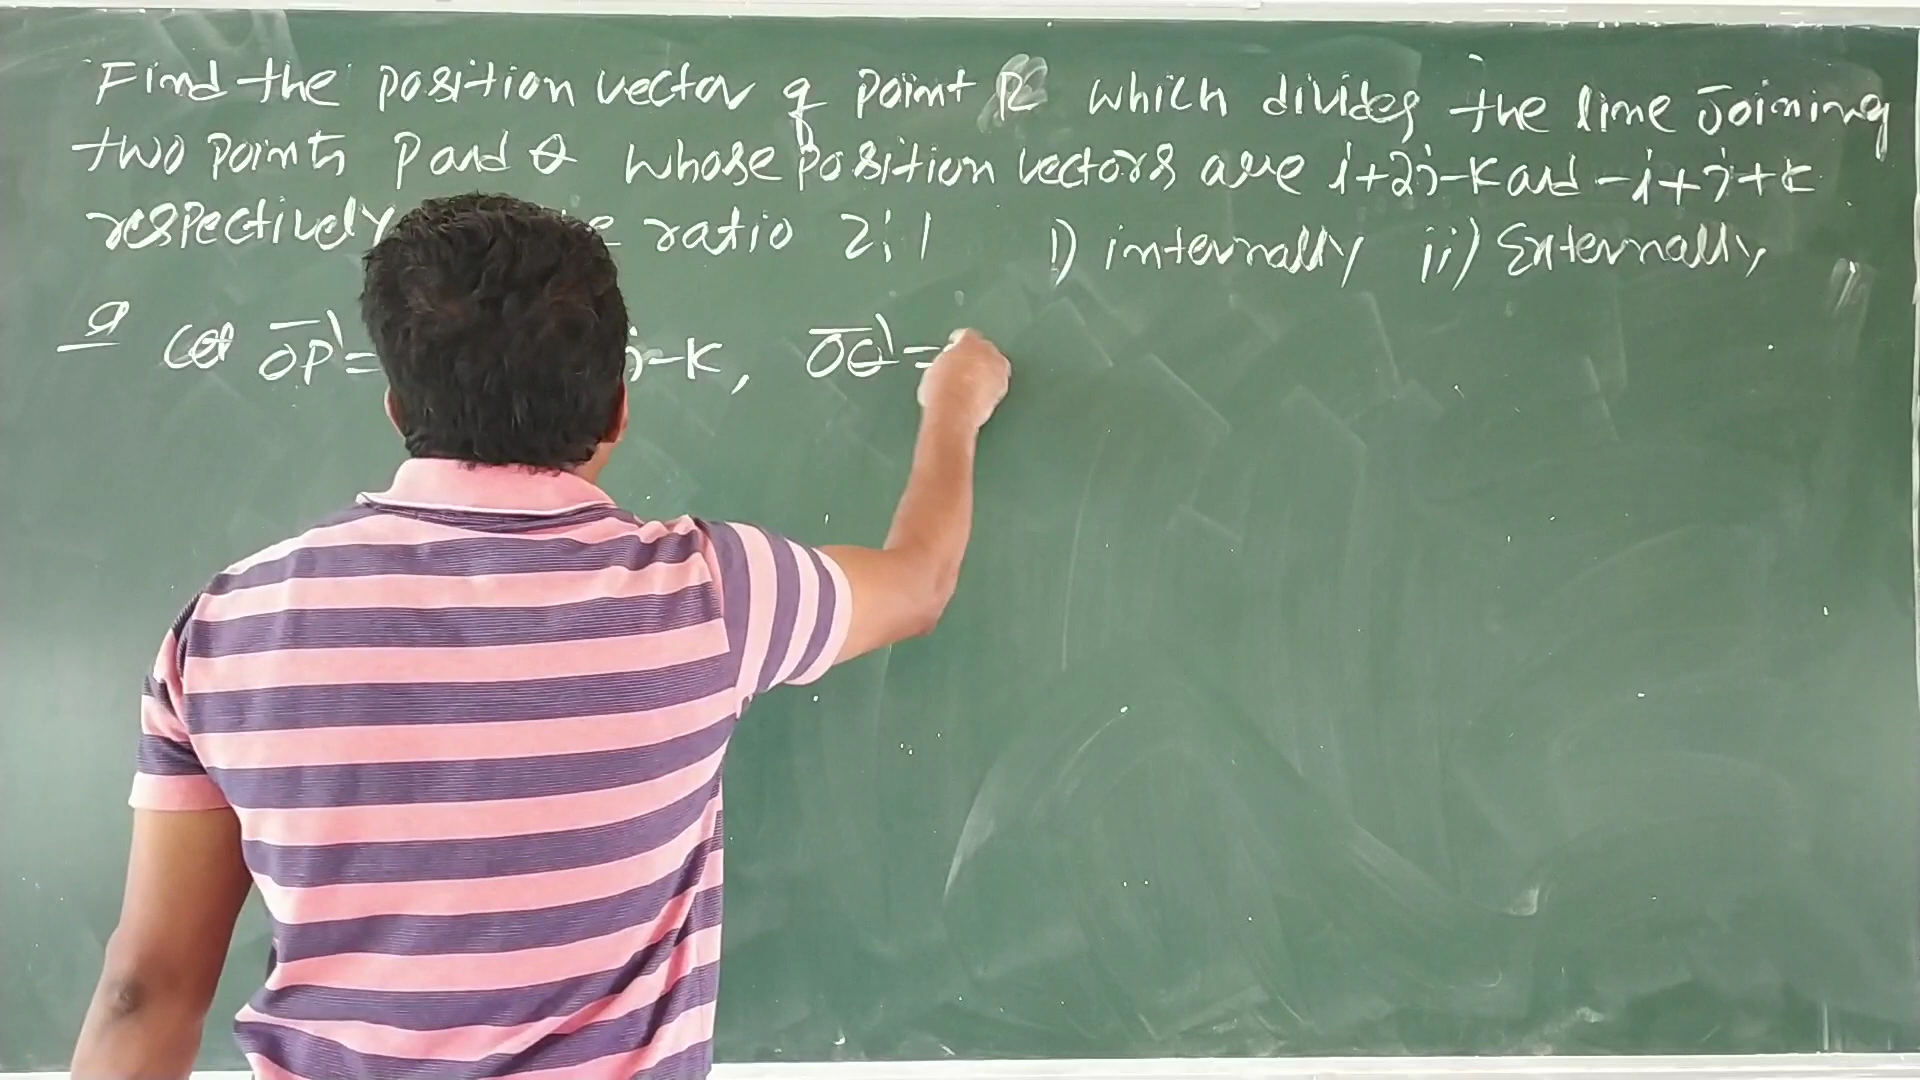 Find the position vector of point R which divides the line Joining
two points P and Q whose position vectors are i+2j-k and -i+j+k
respectively ratio 2:1 i) internally ii) Externally
Let OP = j-k, OQ =